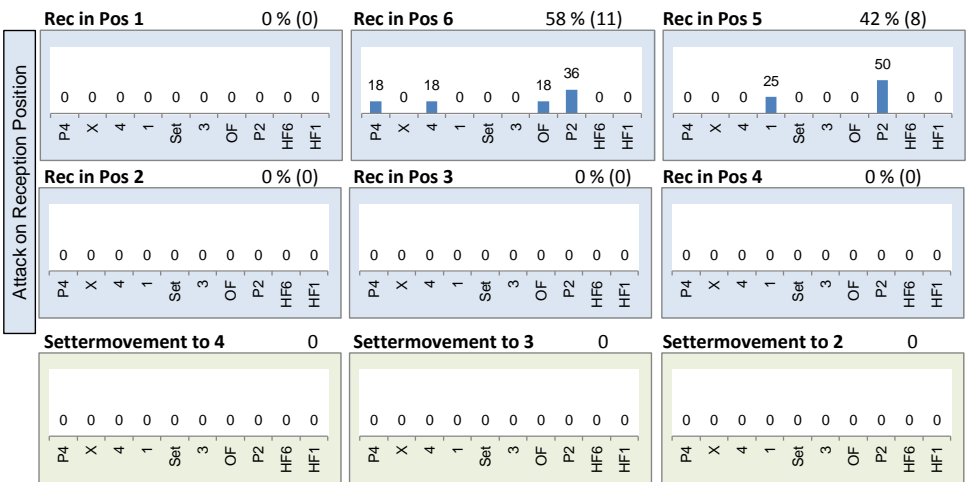 Attack on Reception Position
Rec in Pos 1 0 % (0)
0 0 0 0 0 0 0 0 0 0
P4 X 4 1 Set 3 OF P2 HF6 HF1
Rec in Pos 6 58 % (11)
18 0 18 0 0 0 18 36 0 0
P4 X 4 1 Set 3 OF P2 HF6 HF1
Rec in Pos 5 42 % (8)
0 0 0 25 0 0 0 50 0 0
P4 X 4 1 Set 3 OF P2 HF6 HF1
Rec in Pos 2 0 % (0)
0 0 0 0 0 0 0 0 0 0
P4 X 4 1 Set 3 OF P2 HF6 HF1
Rec in Pos 3 0 % (0)
0 0 0 0 0 0 0 0 0 0
P4 X 4 1 Set 3 OF P2 HF6 HF1
Rec in Pos 4 0 % (0)
0 0 0 0 0 0 0 0 0 0
P4 X 4 1 Set 3 OF P2 HF6 HF1
Settermovement to 4 0
0 0 0 0 0 0 0 0 0 0
P4 X 4 1 Set 3 OF P2 HF6 HF1
Settermovement to 3 0
0 0 0 0 0 0 0 0 0 0
P4 X 4 1 Set 3 OF P2 HF6 HF1
Settermovement to 2 0
0 0 0 0 0 0 0 0 0 0
P4 X 4 1 Set 3 OF P2 HF6 HF1